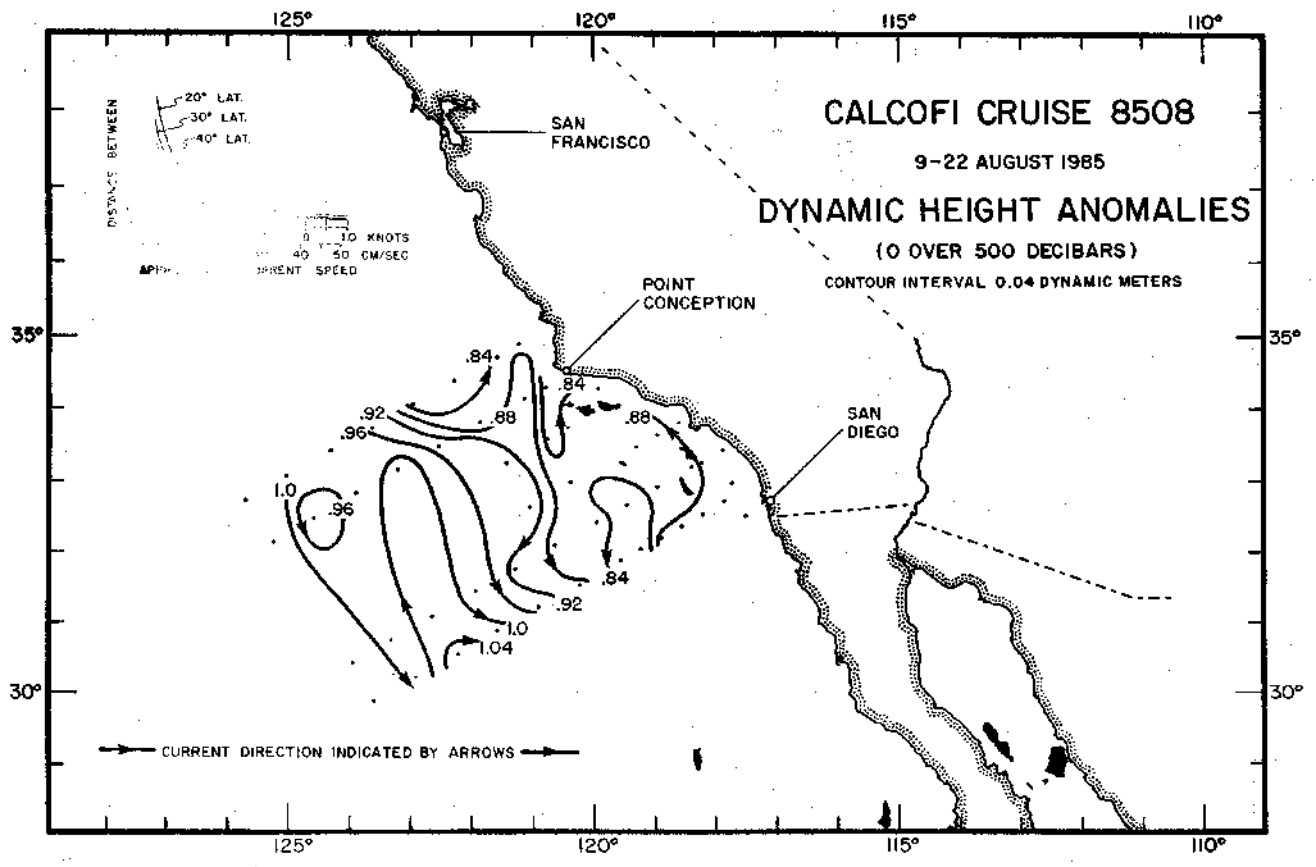 125°
120°
115°
110°
20° LAT.
30° LAT.
40° LAT.
DISTANCE BETWEEN
CALCOFI CRUISE 8508
9-22 AUGUST 1985
DYNAMIC HEIGHT ANOMALIES
(0 OVER 500 DECIBARS)
CONTOUR INTERVAL 0.04 DYNAMIC METERS
SAN
FRANCISCO
0 1.0 KNOTS
40 50 CM/SEC
SPEED
POINT
CONCEPTION
35°
35°
.84
.84
.92
.88
.88
.96
SAN
DIEGO
1.0
.96
.84
.92
1.0
1.04
30°
30°
CURRENT DIRECTION INDICATED BY ARROWS
125°
120°
115°
110°